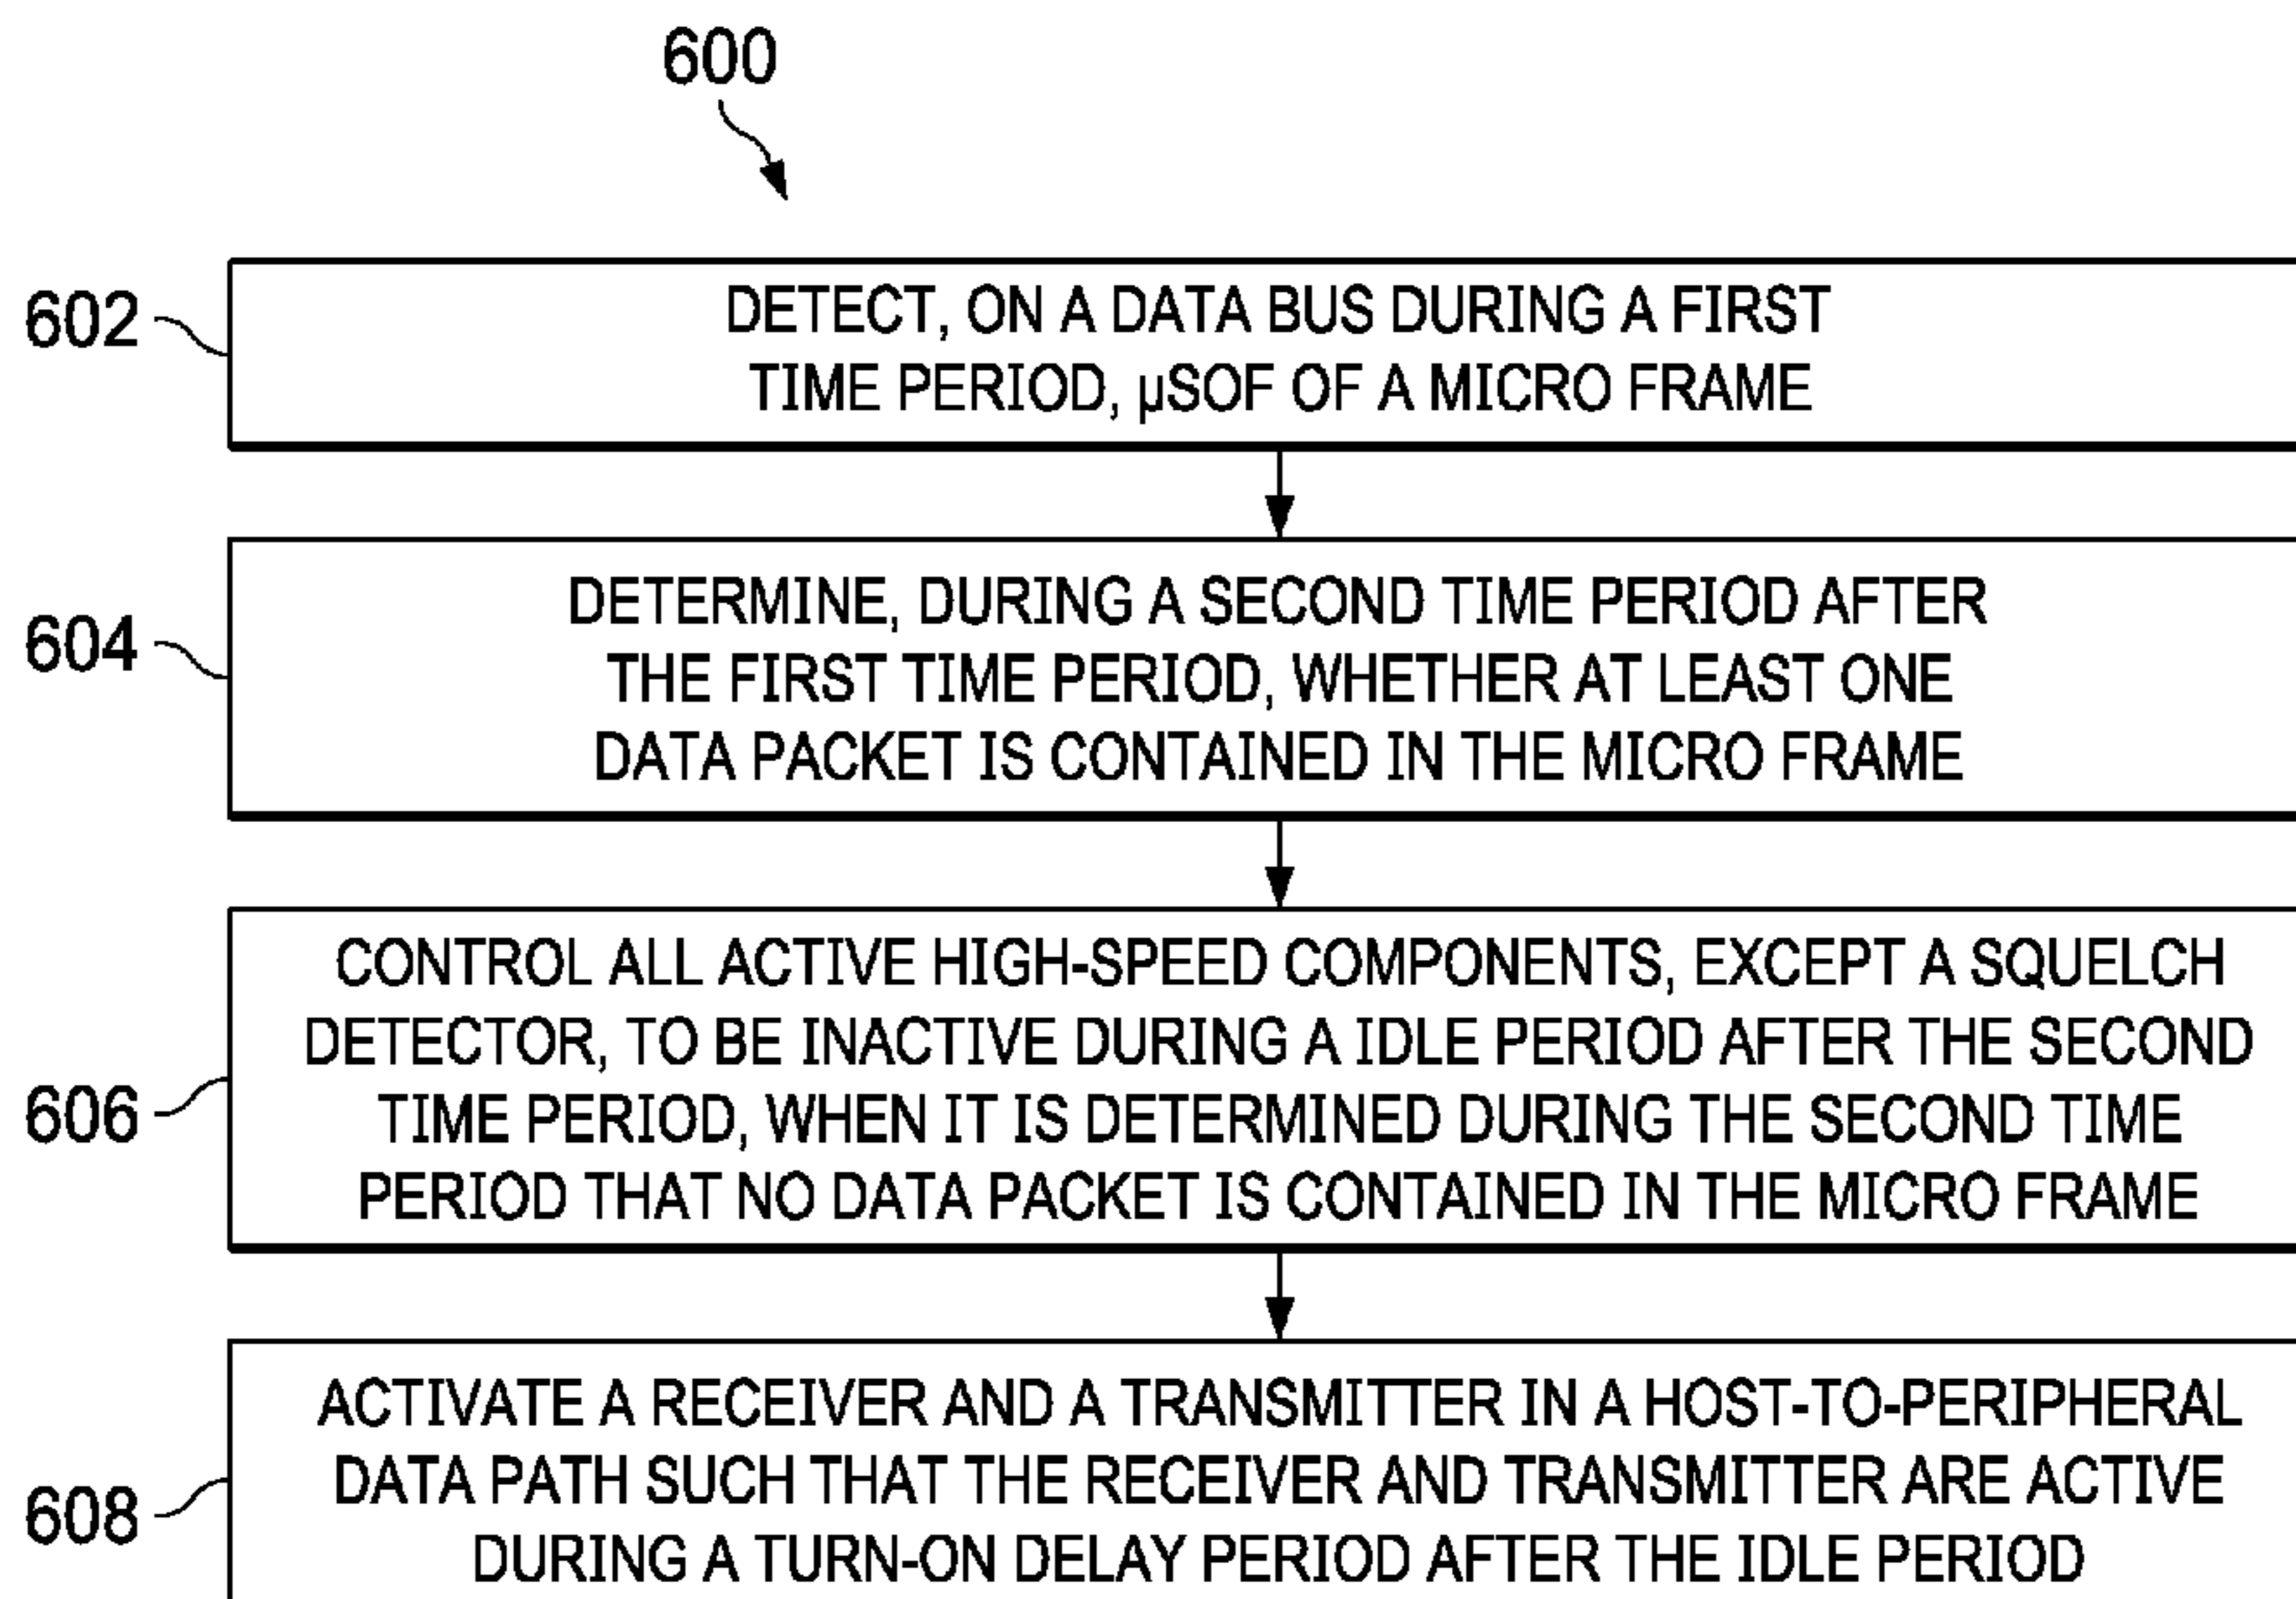 600
602
DETECT, ON A DATA BUS DURING A FIRST
TIME PERIOD, µSOF OF A MICRO FRAME
604
DETERMINE, DURING A SECOND TIME PERIOD AFTER
THE FIRST TIME PERIOD, WHETHER AT LEAST ONE
DATA PACKET IS CONTAINED IN THE MICRO FRAME
606
CONTROL ALL ACTIVE HIGH-SPEED COMPONENTS, EXCEPT A SQUELCH
DETECTOR, TO BE INACTIVE DURING A IDLE PERIOD AFTER THE SECOND
TIME PERIOD, WHEN IT IS DETERMINED DURING THE SECOND TIME
PERIOD THAT NO DATA PACKET IS CONTAINED IN THE MICRO FRAME
608
ACTIVATE A RECEIVER AND A TRANSMITTER IN A HOST-TO-PERIPHERAL
DATA PATH SUCH THAT THE RECEIVER AND TRANSMITTER ARE ACTIVE
DURING A TURN-ON DELAY PERIOD AFTER THE IDLE PERIOD